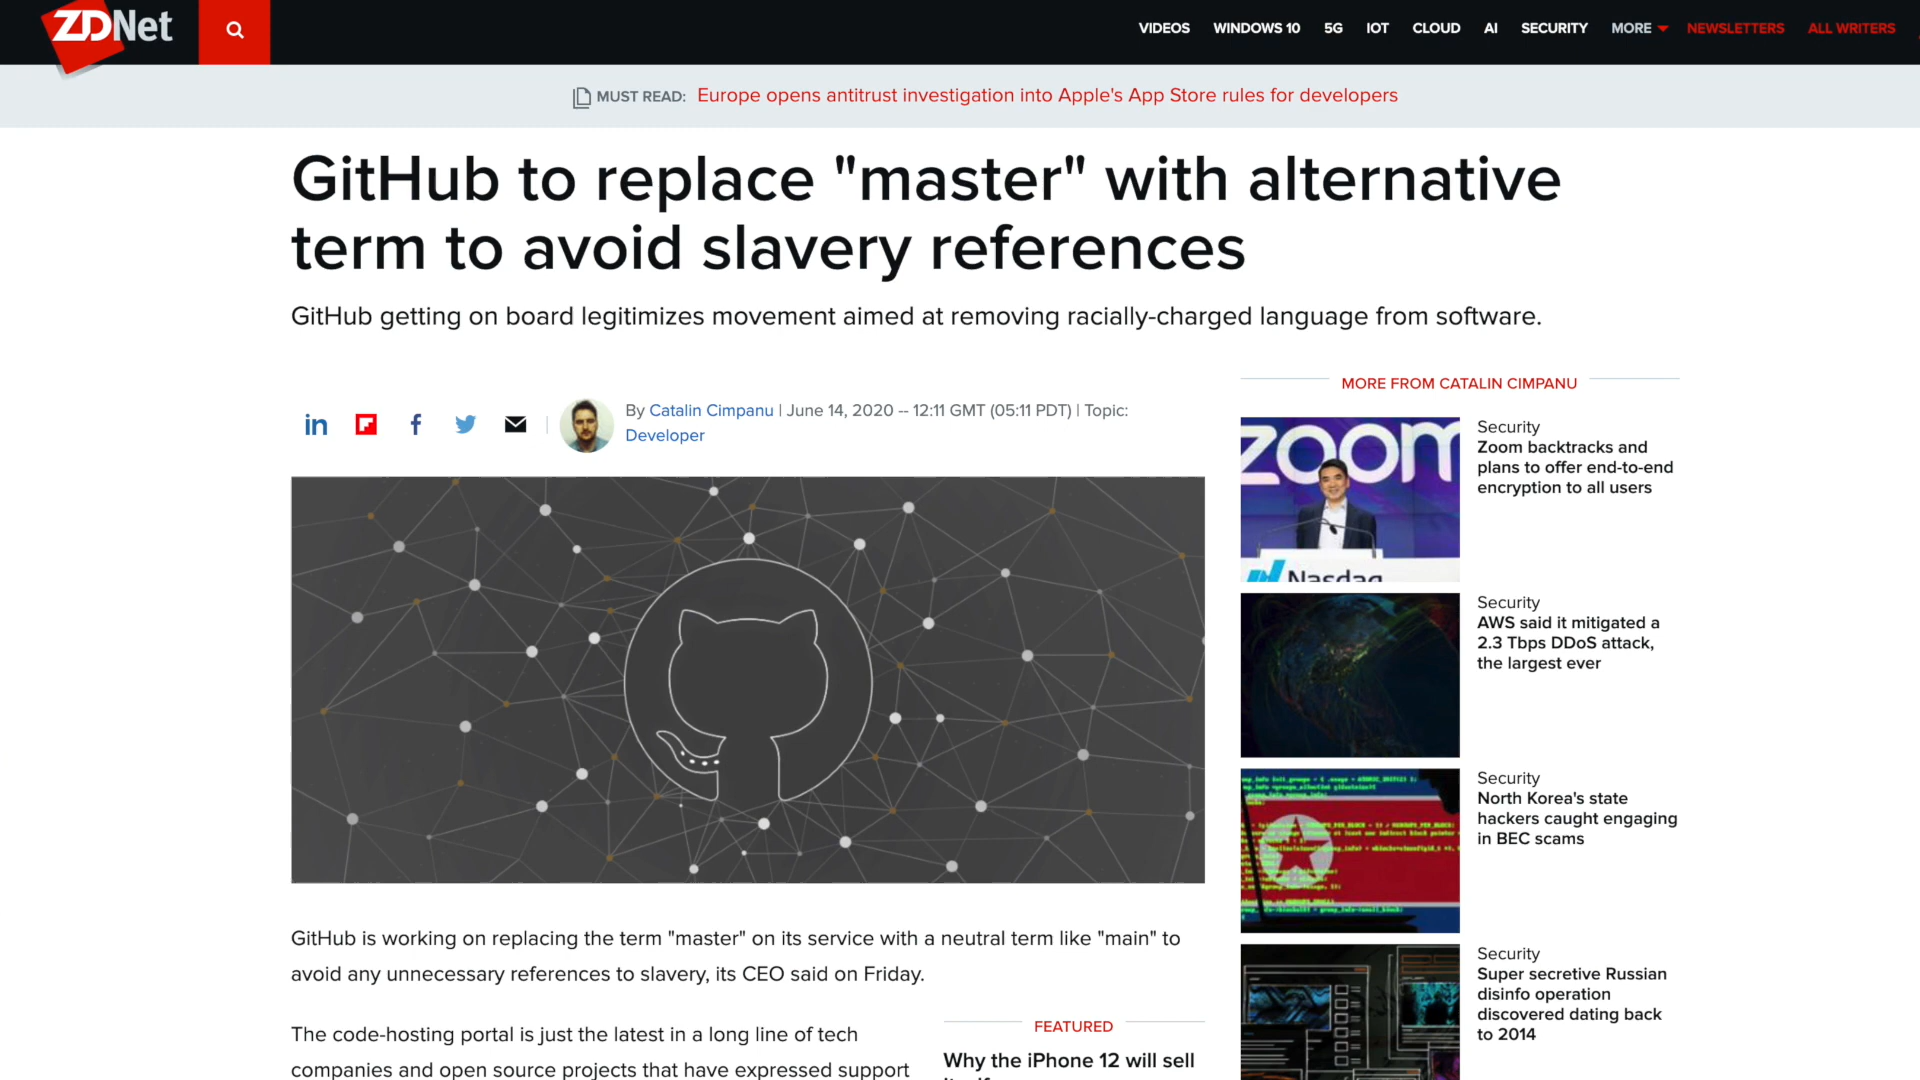 ZDNet
VIDEOS WINDOWS 10 5G IOT CLOUD AI SECURITY MORE NEWSLETTERS ALL WRITERS
MUST READ: Europe opens antitrust investigation into Apple's App Store rules for developers
GitHub to replace "master" with alternative
term to avoid slavery references
GitHub getting on board legitimizes movement aimed at removing racially-charged language from software.
By Catalin Cimpanu | June 14, 2020 -- 12:11 GMT (05:11 PDT) | Topic:
Developer
GitHub is working on replacing the term "master" on its service with a neutral term like "main" to
avoid any unnecessary references to slavery, its CEO said on Friday.
The code-hosting portal is just the latest in a long line of tech
companies and open source projects that have expressed support
FEATURED
Why the iPhone 12 will sell
MORE FROM CATALIN CIMPANU
zoom
Nasdaq
Security
Zoom backtracks and
plans to offer end-to-end
encryption to all users
Security
AWS said it mitigated a
2.3 Tbps DDoS attack,
the largest ever
Security
North Korea's state
hackers caught engaging
in BEC scams
Security
Super secretive Russian
disinfo operation
discovered dating back
to 2014